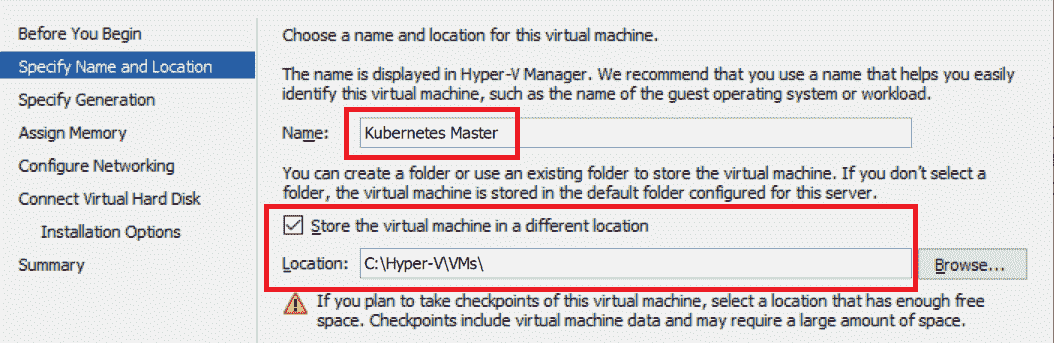 Before You Begin
Specify Name and Location
Specify Generation
Assign Memory
Configure Networking
Connect Virtual Hard Disk
Installation Options
Summary
Choose a name and location for this virtual machine.
The name is displayed in Hyper-V Manager. We recommend that you use a name that helps you easily
identify this virtual machine, such as the name of the guest operating system or workload.
Name: Kubernetes Master
You can create a folder or use an existing folder to store the virtual machine. If you don't select a
folder, the virtual machine is stored in the default folder configured for this server.
Store the virtual machine in a different location
Location: C:\Hyper-V\VMs\ Browse...
If you plan to take checkpoints of this virtual machine, select a location that has enough free
space. Checkpoints include virtual machine data and may require a large amount of space.